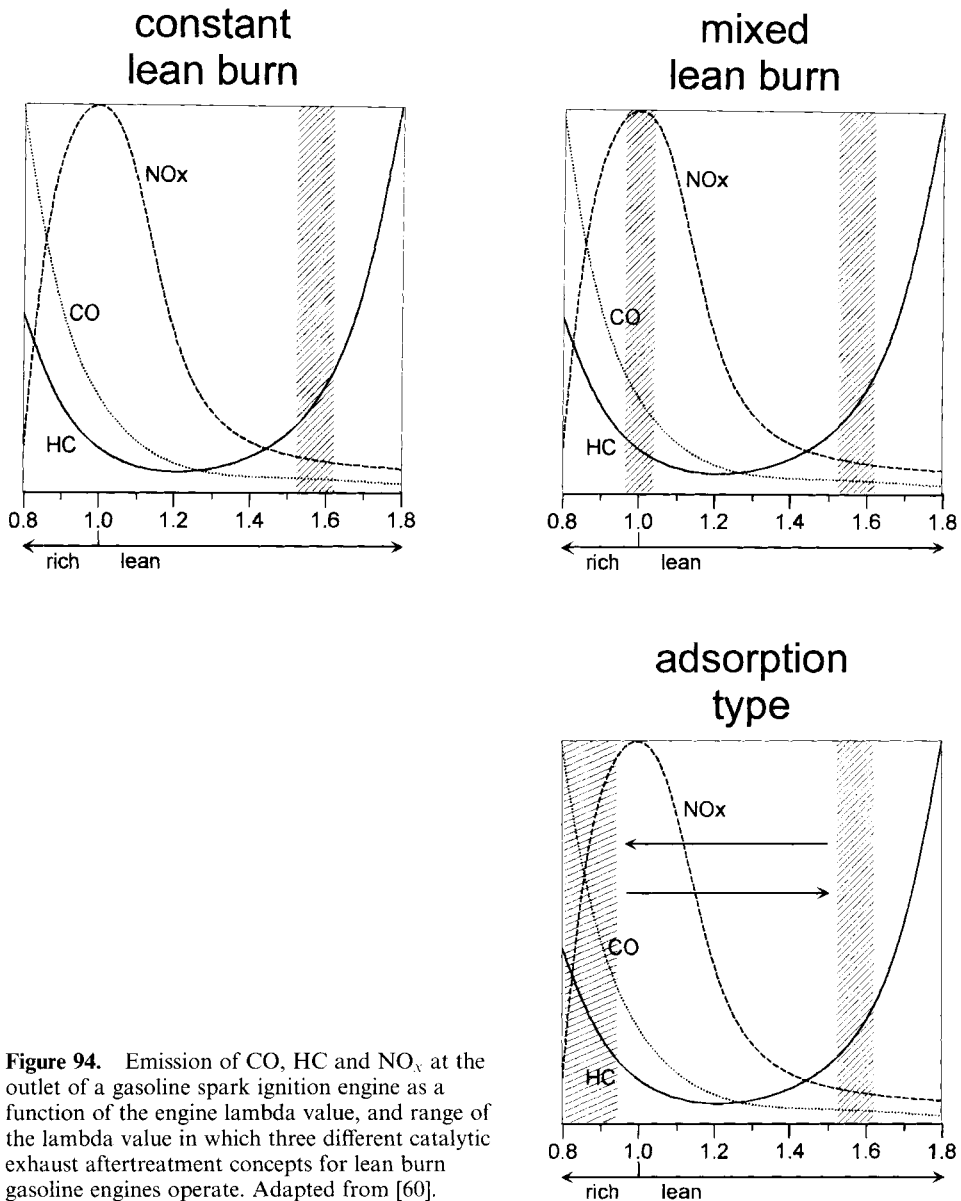 constant
lean burn
NOx
CO
HC
0.8 1.0 1.2 1.4 1.6 1.8
rich lean
mixed
lean burn
NOx
CO
HC
0.8 1.0 1.2 1.4 1.6 1.8
rich lean
adsorption
type
NOx
CO
HC
0.8 1.0 1.2 1.4 1.6 1.8
rich lean
Figure 94. Emission of CO, HC and NOx at the
outlet of a gasoline spark ignition engine as a
function of the engine lambda value, and range of
the lambda value in which three different catalytic
exhaust aftertreatment concepts for lean burn
gasoline engines operate. Adapted from [60].